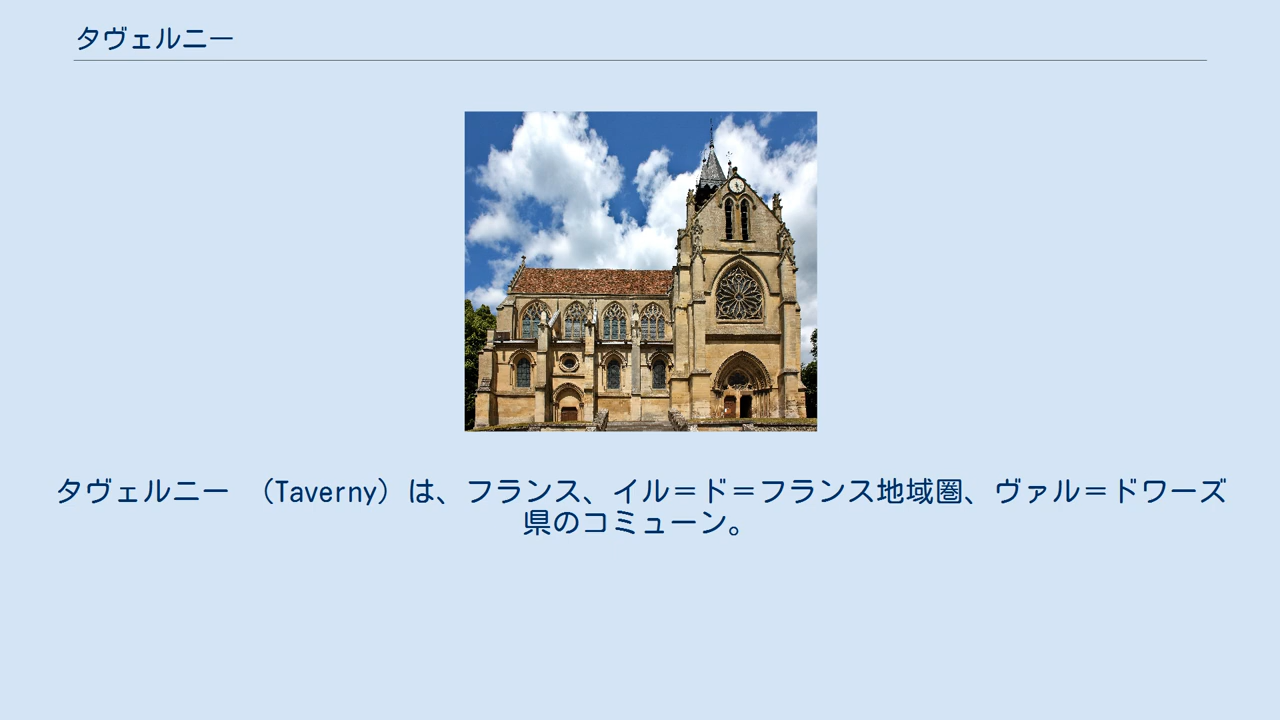 タヴェルニー
タヴェルニー （Taverny）は、フランス、イル＝ド＝フランス地域圏、ヴァル＝ドワーズ
県のコミューン。